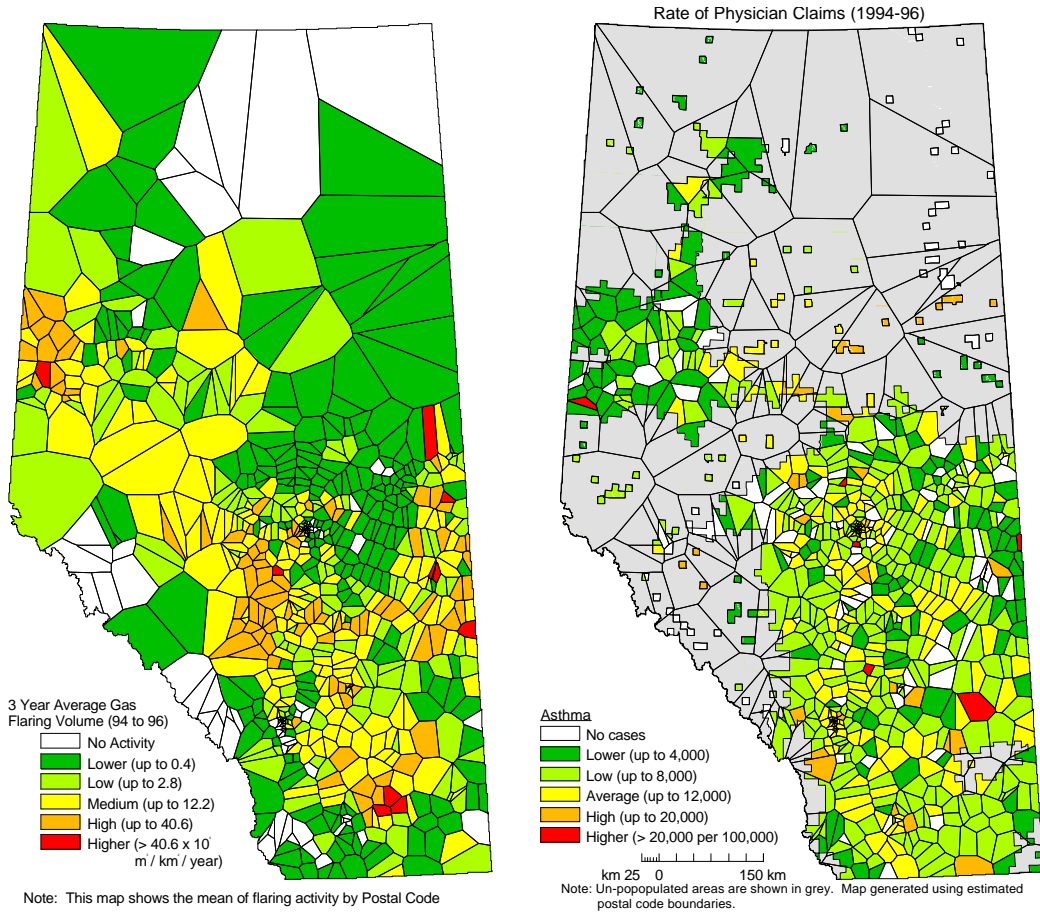 Rate of Physician Claims (1994-96)
3 Year Average Gas
Flaring Volume (94 to 96)
No Activity
Lower (up to 0.4)
Low (up to 2.8)
Medium (up to 12.2)
High (up to 40.6)
Higher (> 40.6 x 10
m / km / year)
Note: This map shows the mean of flaring activity by Postal Code
Asthma
No cases
Lower (up to 4,000)
Low (up to 8,000)
Average (up to 12,000)
High (up to 20,000)
Higher (> 20,000 per 100,000)
km 25 0 150 km
Note: Un-popopulated areas are shown in grey. Map generated using estimated
postal code boundaries.